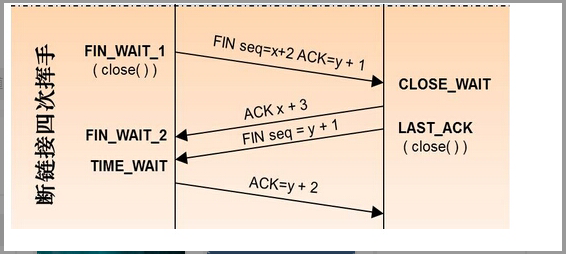 断链接四次挥手
FIN_WAIT_1
( close( ) )
FIN seq=x+2 ACK=y + 1
CLOSE_WAIT
ACK x + 3
FIN_WAIT_2
FIN seq = y + 1
LAST_ACK
( close( ) )
TIME_WAIT
ACK=y + 2